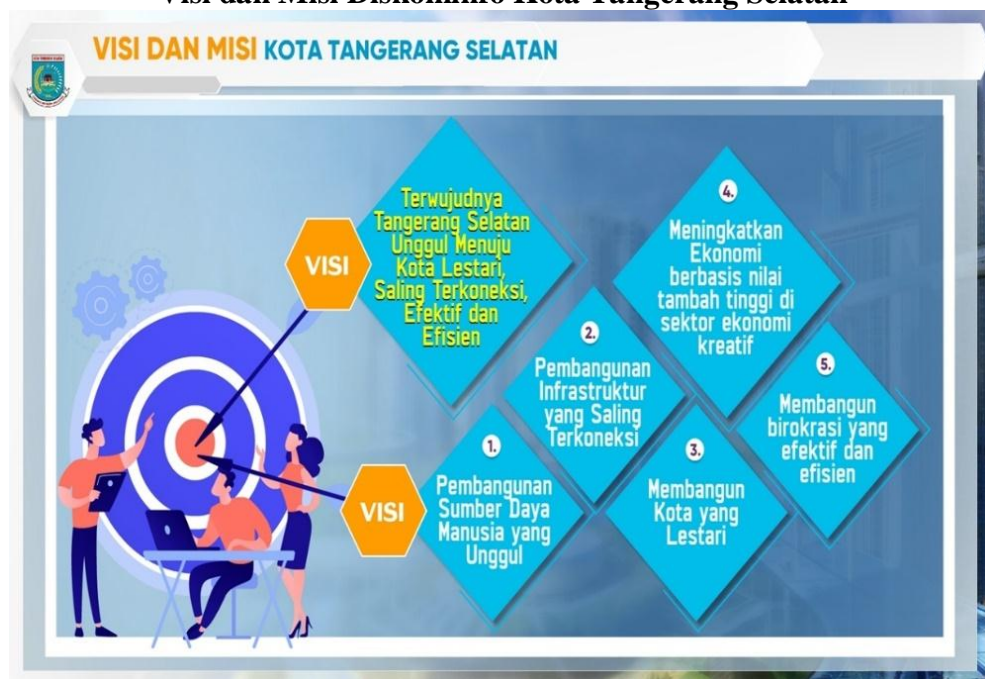 Visi dan Misi Diskominfo Kota Tangerang Selatan
VISI DAN MISI KOTA TANGERANG SELATAN
VISI
Terwujudnya
Tangerang Selatan
Unggul Menuju
Kota Lestari,
Saling Terkoneksi,
Efektif dan
Efisien
VISI
1.
Pembangunan
Sumber Daya
Manusia yang
Unggul
2.
Pembangunan
Infrastruktur
yang Saling
Terkoneksi
3.
Membangun
Kota yang
Lestari
4.
Meningkatkan
Ekonomi
berbasis nilai
tambah tinggi di
sektor ekonomi
kreatif
5.
Membangun
birokrasi yang
efektif dan
efisien